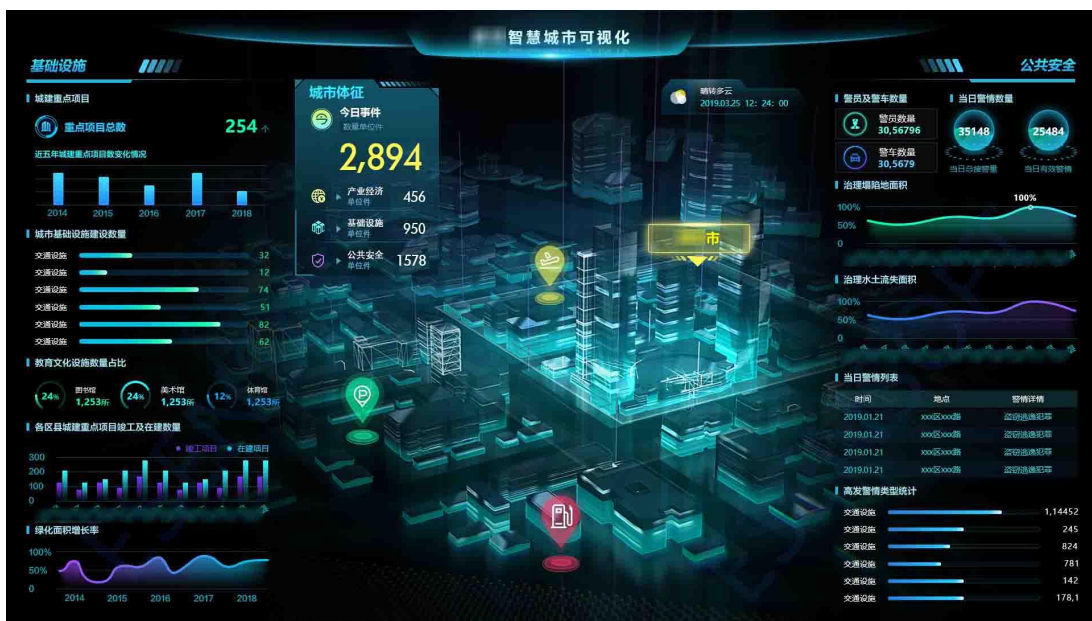 智慧城市可视化
基础设施
城建重点项目
重点项目总数
254 个
近五年城建重点项目数变化情况
2014 2015 2016 2017 2018
城市基础设施建设数量
交通设施 32
交通设施 12
交通设施 74
交通设施 51
交通设施 82
交通设施 62
教育文化设施数量占比
24% 图书馆 1,253所
24% 美术馆 1,253所
12% 体育馆 1,253所
各区县城建重点项目竣工及在建数量
竣工项目 在建项目
300
200
100
0
绿化面积增长率
100%
50%
0
2014 2015 2016 2017 2018
城市体征
今日事件
数量单位件
2,894
产业经济 456
单位件
基础设施 950
单位件
公共安全 1578
单位件
晴转多云
2019.03.25 12: 24: 00
市
P
公共安全
警员及警车数量
警员数量
30,56796
警车数量
30,5679
当日警情数量
35148
当日总接警量
25484
当日有效警情
治理塌陷地面积
100%
100%
50%
0
治理水土流失面积
100%
50%
0
当日警情列表
时间 地点 警情详情
2019.01.21 xxx区xxx路 盗窃逃逸犯罪
2019.01.21 xxx区xxx路 盗窃逃逸犯罪
2019.01.21 xxx区xxx路 盗窃逃逸犯罪
2019.01.21 xxx区xxx路 盗窃逃逸犯罪
高发警情类型统计
交通设施 1,14452
交通设施 245
交通设施 824
交通设施 781
交通设施 142
交通设施 178,1